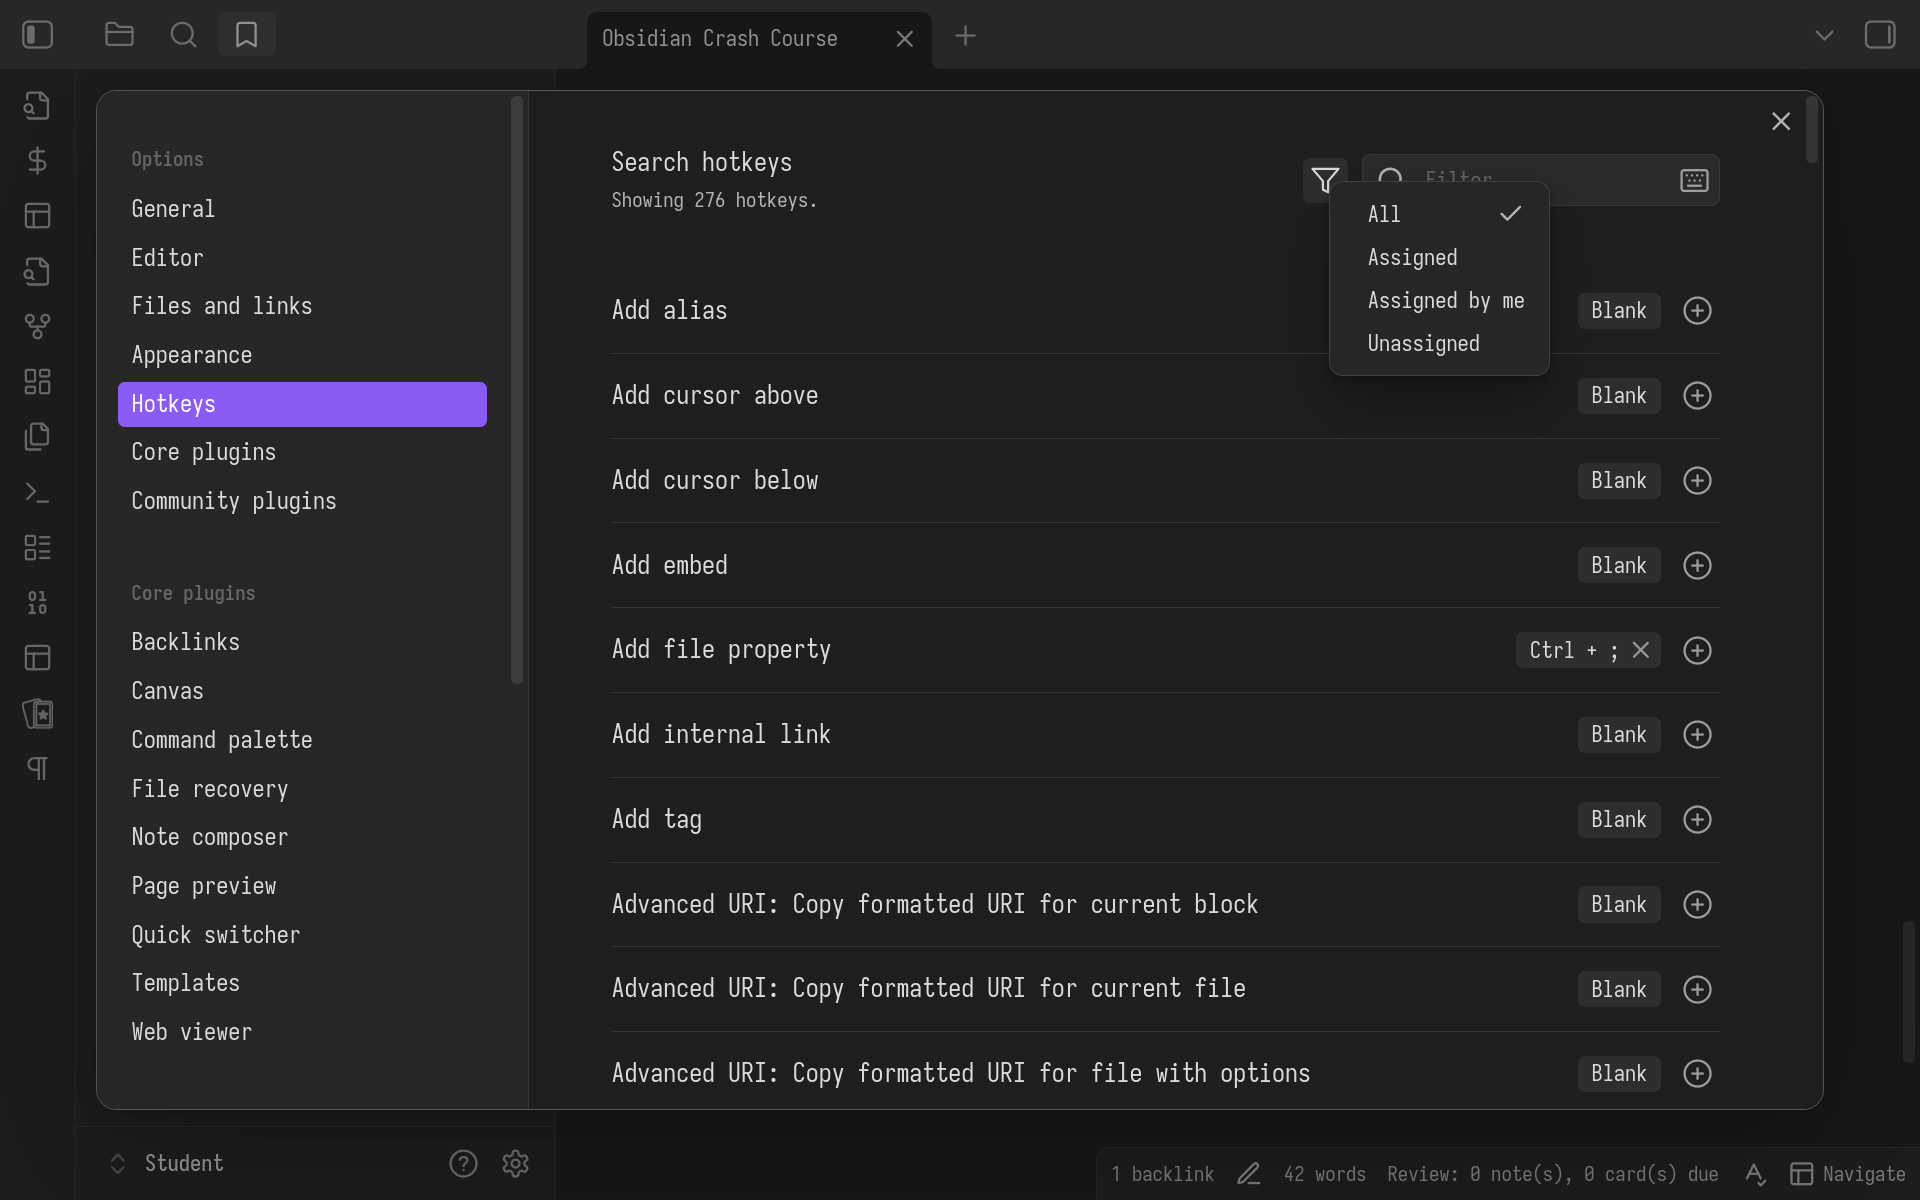 Obsidian Crash Course
Options
General
Editor
Files and links
Appearance
Hotkeys
Core plugins
Community plugins
Core plugins
Backlinks
Canvas
Command palette
File recovery
Note composer
Page preview
Quick switcher
Templates
Web viewer
Search hotkeys
Showing 276 hotkeys.
Filter
All
Assigned
Assigned by me
Unassigned
Add alias Blank
Add cursor above Blank
Add cursor below Blank
Add embed Blank
Add file property Ctrl + ;
Add internal link Blank
Add tag Blank
Advanced URI: Copy formatted URI for current block Blank
Advanced URI: Copy formatted URI for current file Blank
Advanced URI: Copy formatted URI for file with options Blank
Student
1 backlink 42 words Review: 0 note(s), 0 card(s) due Navigate